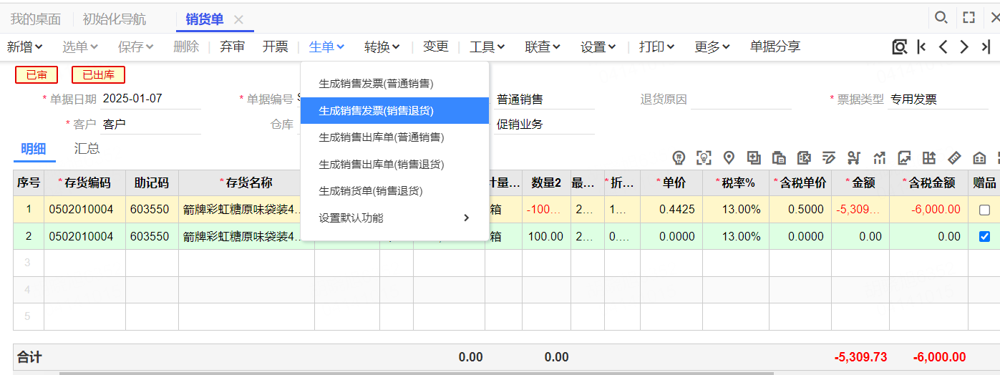 我的桌面 初始化导航 销货单
新增 选单 保存 删除 弃审 开票 生单 转换 变更 工具 联查 设置 打印 更多 单据分享
已审 已出库
* 单据日期 2025-01-07 * 单据编号 普通销售 退货原因 * 票据类型 专用发票
* 客户 客户 仓库 促销业务
生成销售发票(普通销售)
生成销售发票(销售退货)
生成销售出库单(普通销售)
生成销售出库单(销售退货)
生成销货单(销售退货)
设置默认功能
明细 汇总
序号 * 存货编码 助记码 * 存货名称 计量... 数量2 最... * 折... * 单价 * 税率% * 含税单价 * 金额 * 含税金额 赠品
1 0502010004 603550 箭牌彩虹糖原味袋装4... 箱 -100... 2... 1... 0.4425 13.00% 0.5000 -5,309... -6,000.00
2 0502010004 603550 箭牌彩虹糖原味袋装4... 箱 100.00 2... 0.... 0.0000 13.00% 0.0000 0.00 0.00
3
4
5
合计 0.00 0.00 -5,309.73 -6,000.00